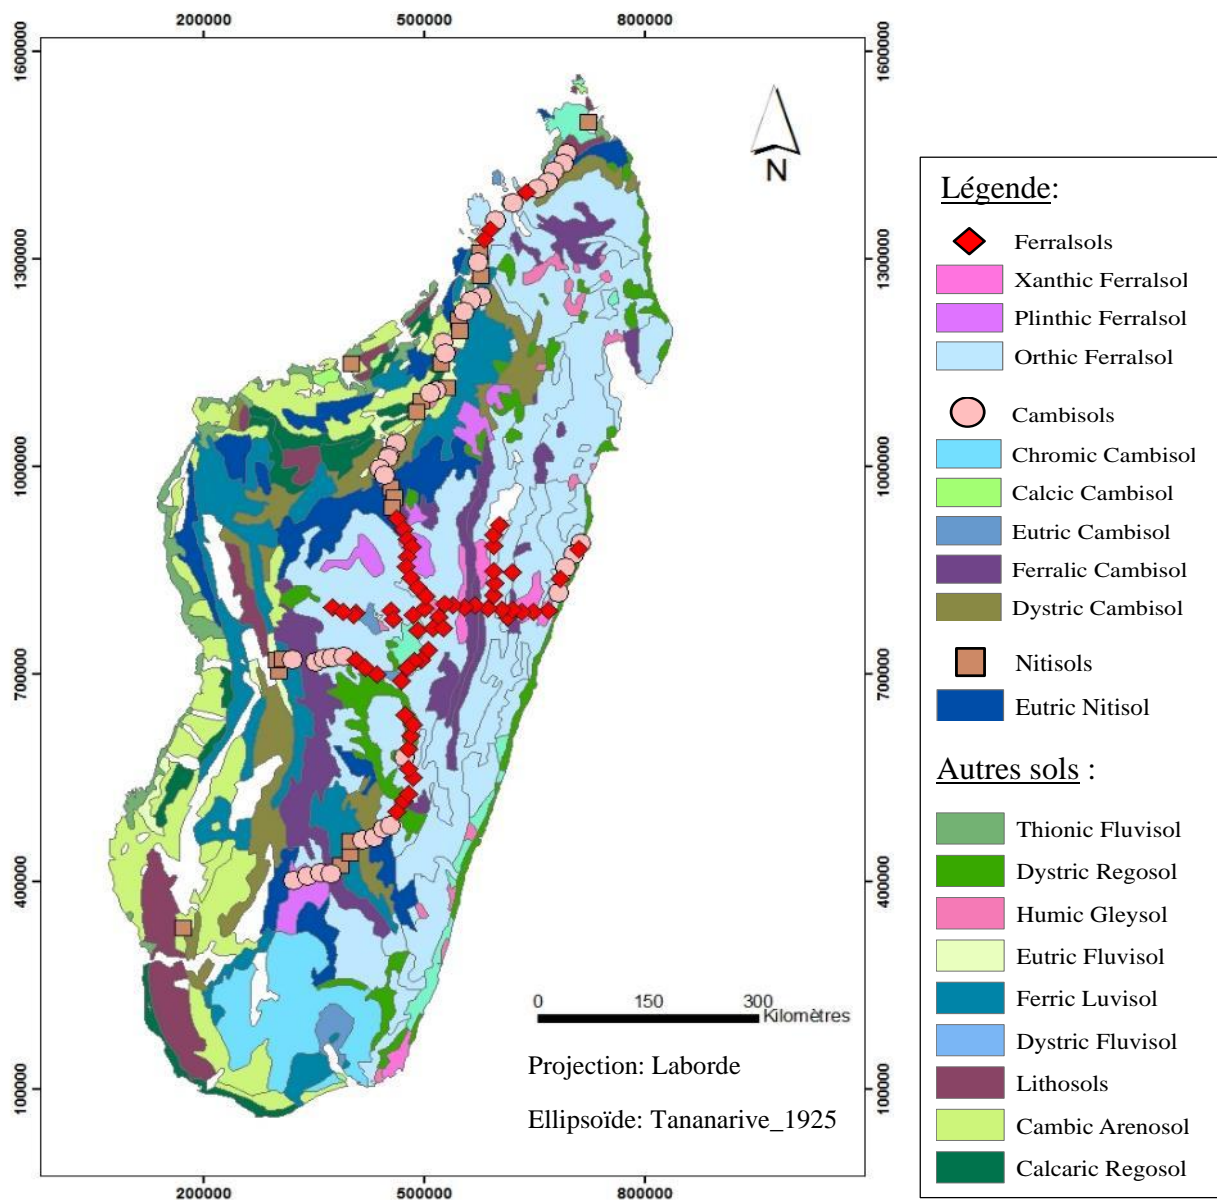 200000 500000 800000
1600000
1300000
1000000
700000
400000
100000
1600000
1300000
1000000
700000
400000
100000
N
0 150 300
Kilomètres
Projection: Laborde
Ellipsoïde: Tananarive_1925
200000 500000 800000
Légende:
Ferralsols
Xanthic Ferralsol
Plinthic Ferralsol
Orthic Ferralsol
Cambisols
Chromic Cambisol
Calcic Cambisol
Eutric Cambisol
Ferralic Cambisol
Dystric Cambisol
Nitisols
Eutric Nitisol
Autres sols :
Thionic Fluvisol
Dystric Regosol
Humic Gleysol
Eutric Fluvisol
Ferric Luvisol
Dystric Fluvisol
Lithosols
Cambic Arenosol
Calcaric Regosol